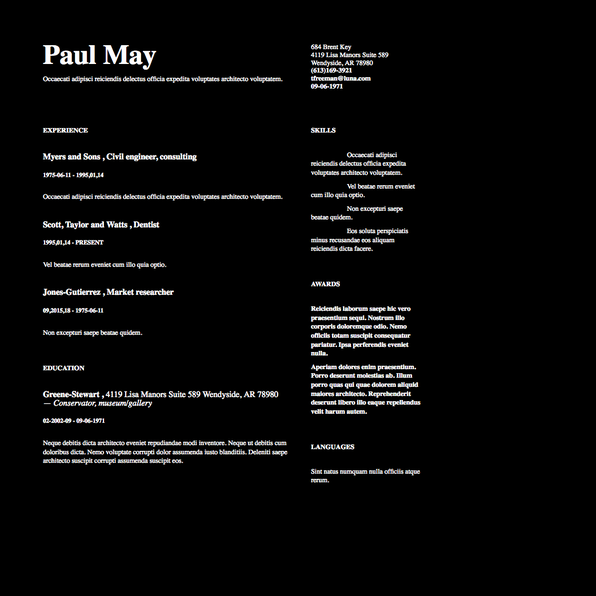 Paul May
Occaecati adipisci reiciendis delectus officia expedita voluptates architecto voluptatem.
684 Brent Key
4119 Lisa Manors Suite 589
Wendyside, AR 78980
(613)169-3921
tfreeman@luna.com
09-06-1971
EXPERIENCE
Myers and Sons , Civil engineer, consulting
1975-06-11 - 1995,01,14
Occaecati adipisci reiciendis delectus officia expedita voluptates architecto voluptatem.
Scott, Taylor and Watts , Dentist
1995,01,14 - PRESENT
Vel beatae rerum eveniet cum illo quia optio.
Jones-Gutierrez , Market researcher
09,2015,18 - 1975-06-11
Non excepturi saepe beatae quidem.
EDUCATION
Greene-Stewart , 4119 Lisa Manors Suite 589 Wendyside, AR 78980
— Conservator, museum/gallery
02-2002-09 - 09-06-1971
Neque debitis dicta architecto eveniet repudiandae modi inventore. Neque ut debitis cum
doloribus dicta. Nemo voluptate corrupti dolor assumenda iusto blanditiis. Deleniti saepe
architecto suscipit corrupti assumenda suscipit eos.
SKILLS
Occaecati adipisci
reiciendis delectus officia expedita
voluptates architecto voluptatem.
Vel beatae rerum eveniet
cum illo quia optio.
Non excepturi saepe
beatae quidem.
Eos soluta perspiciatis
minus recusandae eos aliquam
reiciendis dicta facere.
AWARDS
Reiciendis laborum saepe hic vero
praesentium sequi. Nostrum illo
corporis doloremque odio. Nemo
officiis totam suscipit consequatur
pariatur. Ipsa perferendis eveniet
nulla.
Aperiam dolores enim praesentium.
Porro deserunt molestias ab. Illum
porro quas qui quae dolorem aliquid
maiores architecto. Reprehenderit
deserunt libero illo eaque repellendus
velit harum autem.
LANGUAGES
Sint natus numquam nulla officiis atque
rerum.